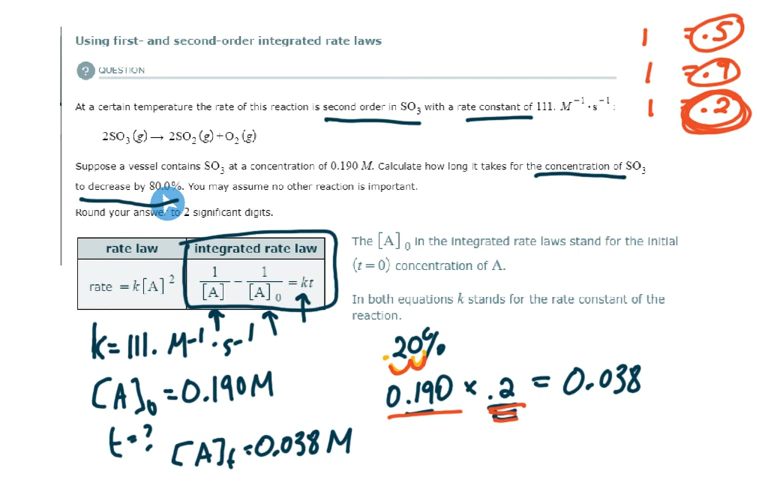 Using first- and second-order integrated rate laws
? QUESTION
At a certain temperature the rate of this reaction is second order in SO₃ with a rate constant of 111. M⁻¹·s⁻¹:
2SO₃(g) → 2SO₂(g)+O₂(g)
Suppose a vessel contains SO₃ at a concentration of 0.190 M. Calculate how long it takes for the concentration of SO₃
to decrease by 80.0%. You may assume no other reaction is important.
Round your answer to 2 significant digits.
rate law integrated rate law
rate = k[A]² 1/[A] − 1/[A]₀ = kt
The [A]₀ in the integrated rate laws stand for the initial
(t=0) concentration of A.
In both equations k stands for the rate constant of the
reaction.
k=111. M⁻¹·s⁻¹
[A]₀=0.190M
t=? [A]f=0.038M
.20%
0.190 × .2 = 0.038
1 .5
1
1 .2